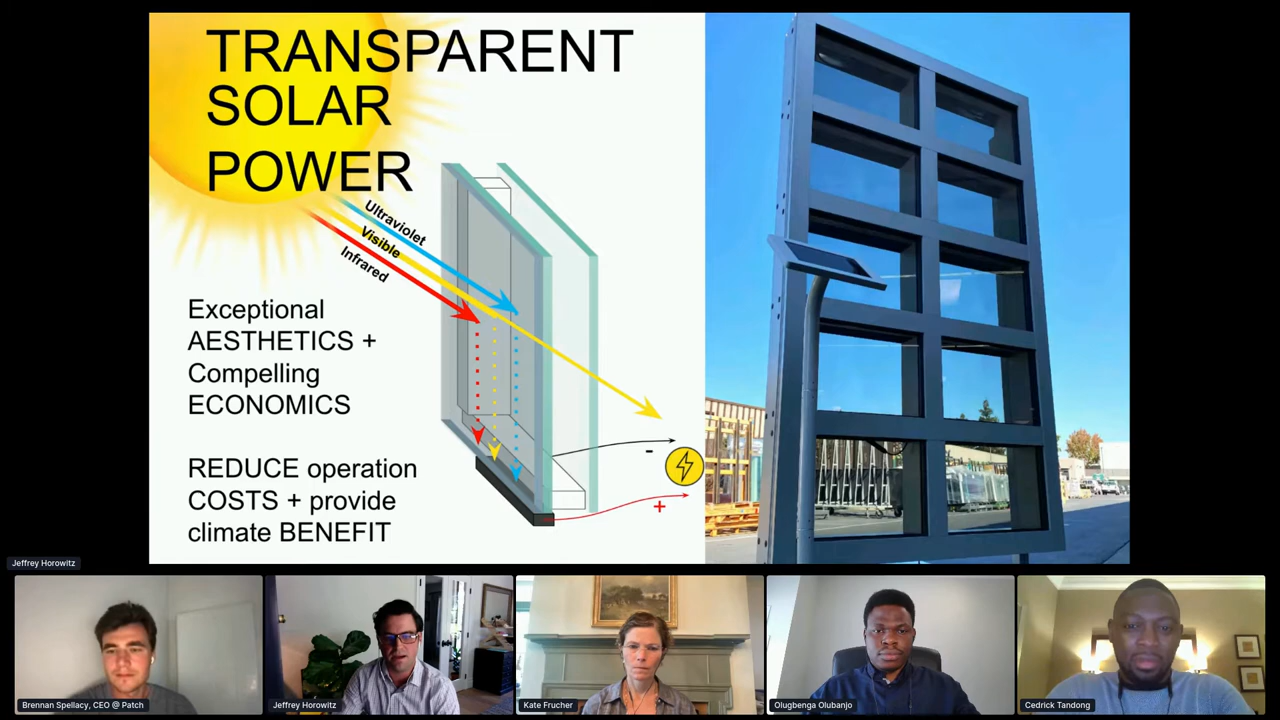 TRANSPARENT
SOLAR
POWER
Ultraviolet
Visible
Infrared
Exceptional
AESTHETICS +
Compelling
ECONOMICS
REDUCE operation
COSTS + provide
climate BENEFIT
-
+
Jeffrey Horowitz
Brennan Spellacy, CEO @ Patch
Jeffrey Horowitz
Kate Frucher
Olugbenga Olubanjo
Cedrick Tandong